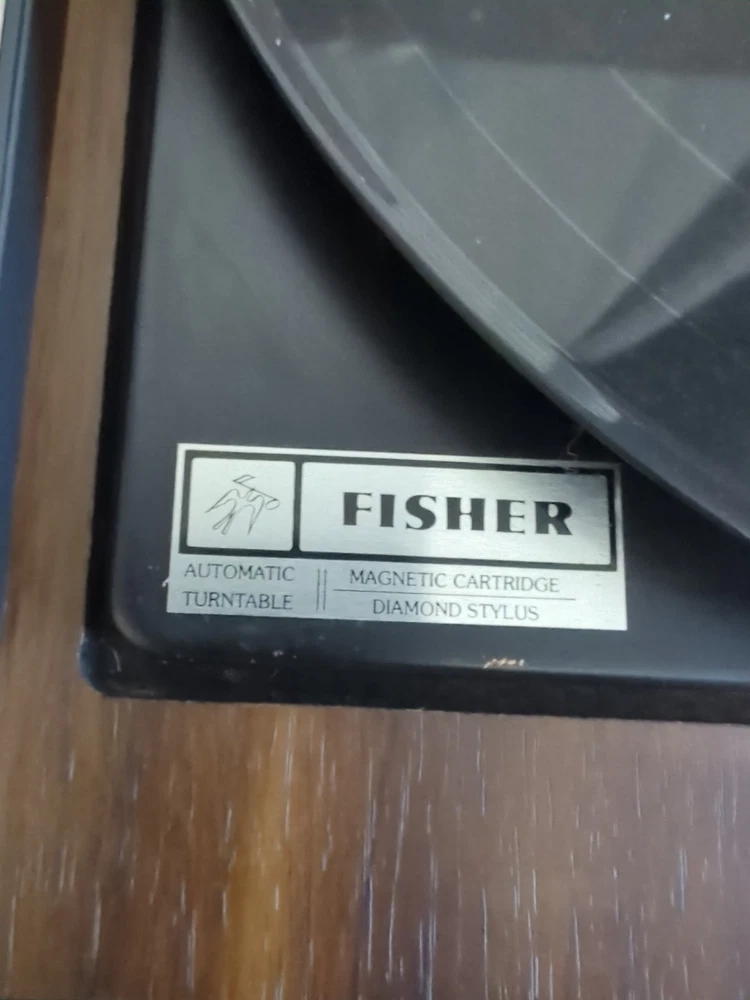 FISHER
AUTOMATIC
TURNTABLE
MAGNETIC CARTRIDGE
DIAMOND STYLUS